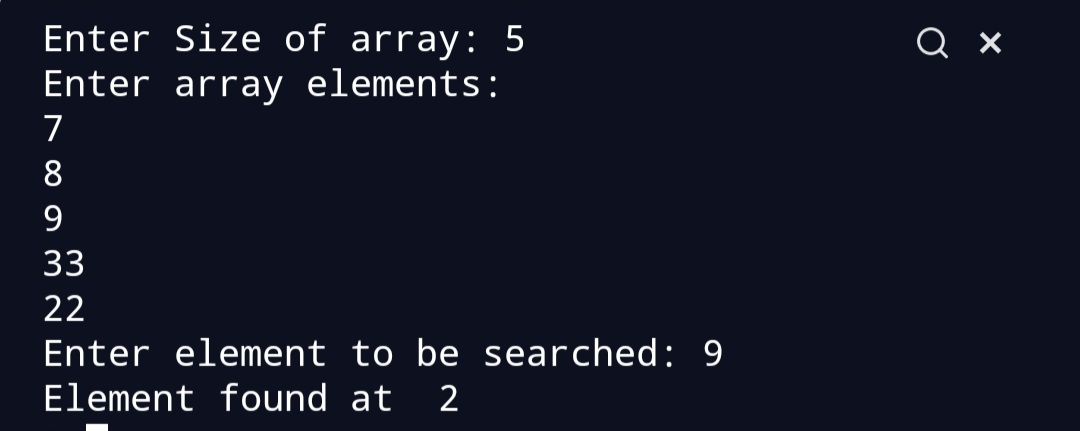 Enter Size of array: 5
Enter array elements:
7
8
9
33
22
Enter element to be searched: 9
Element found at  2